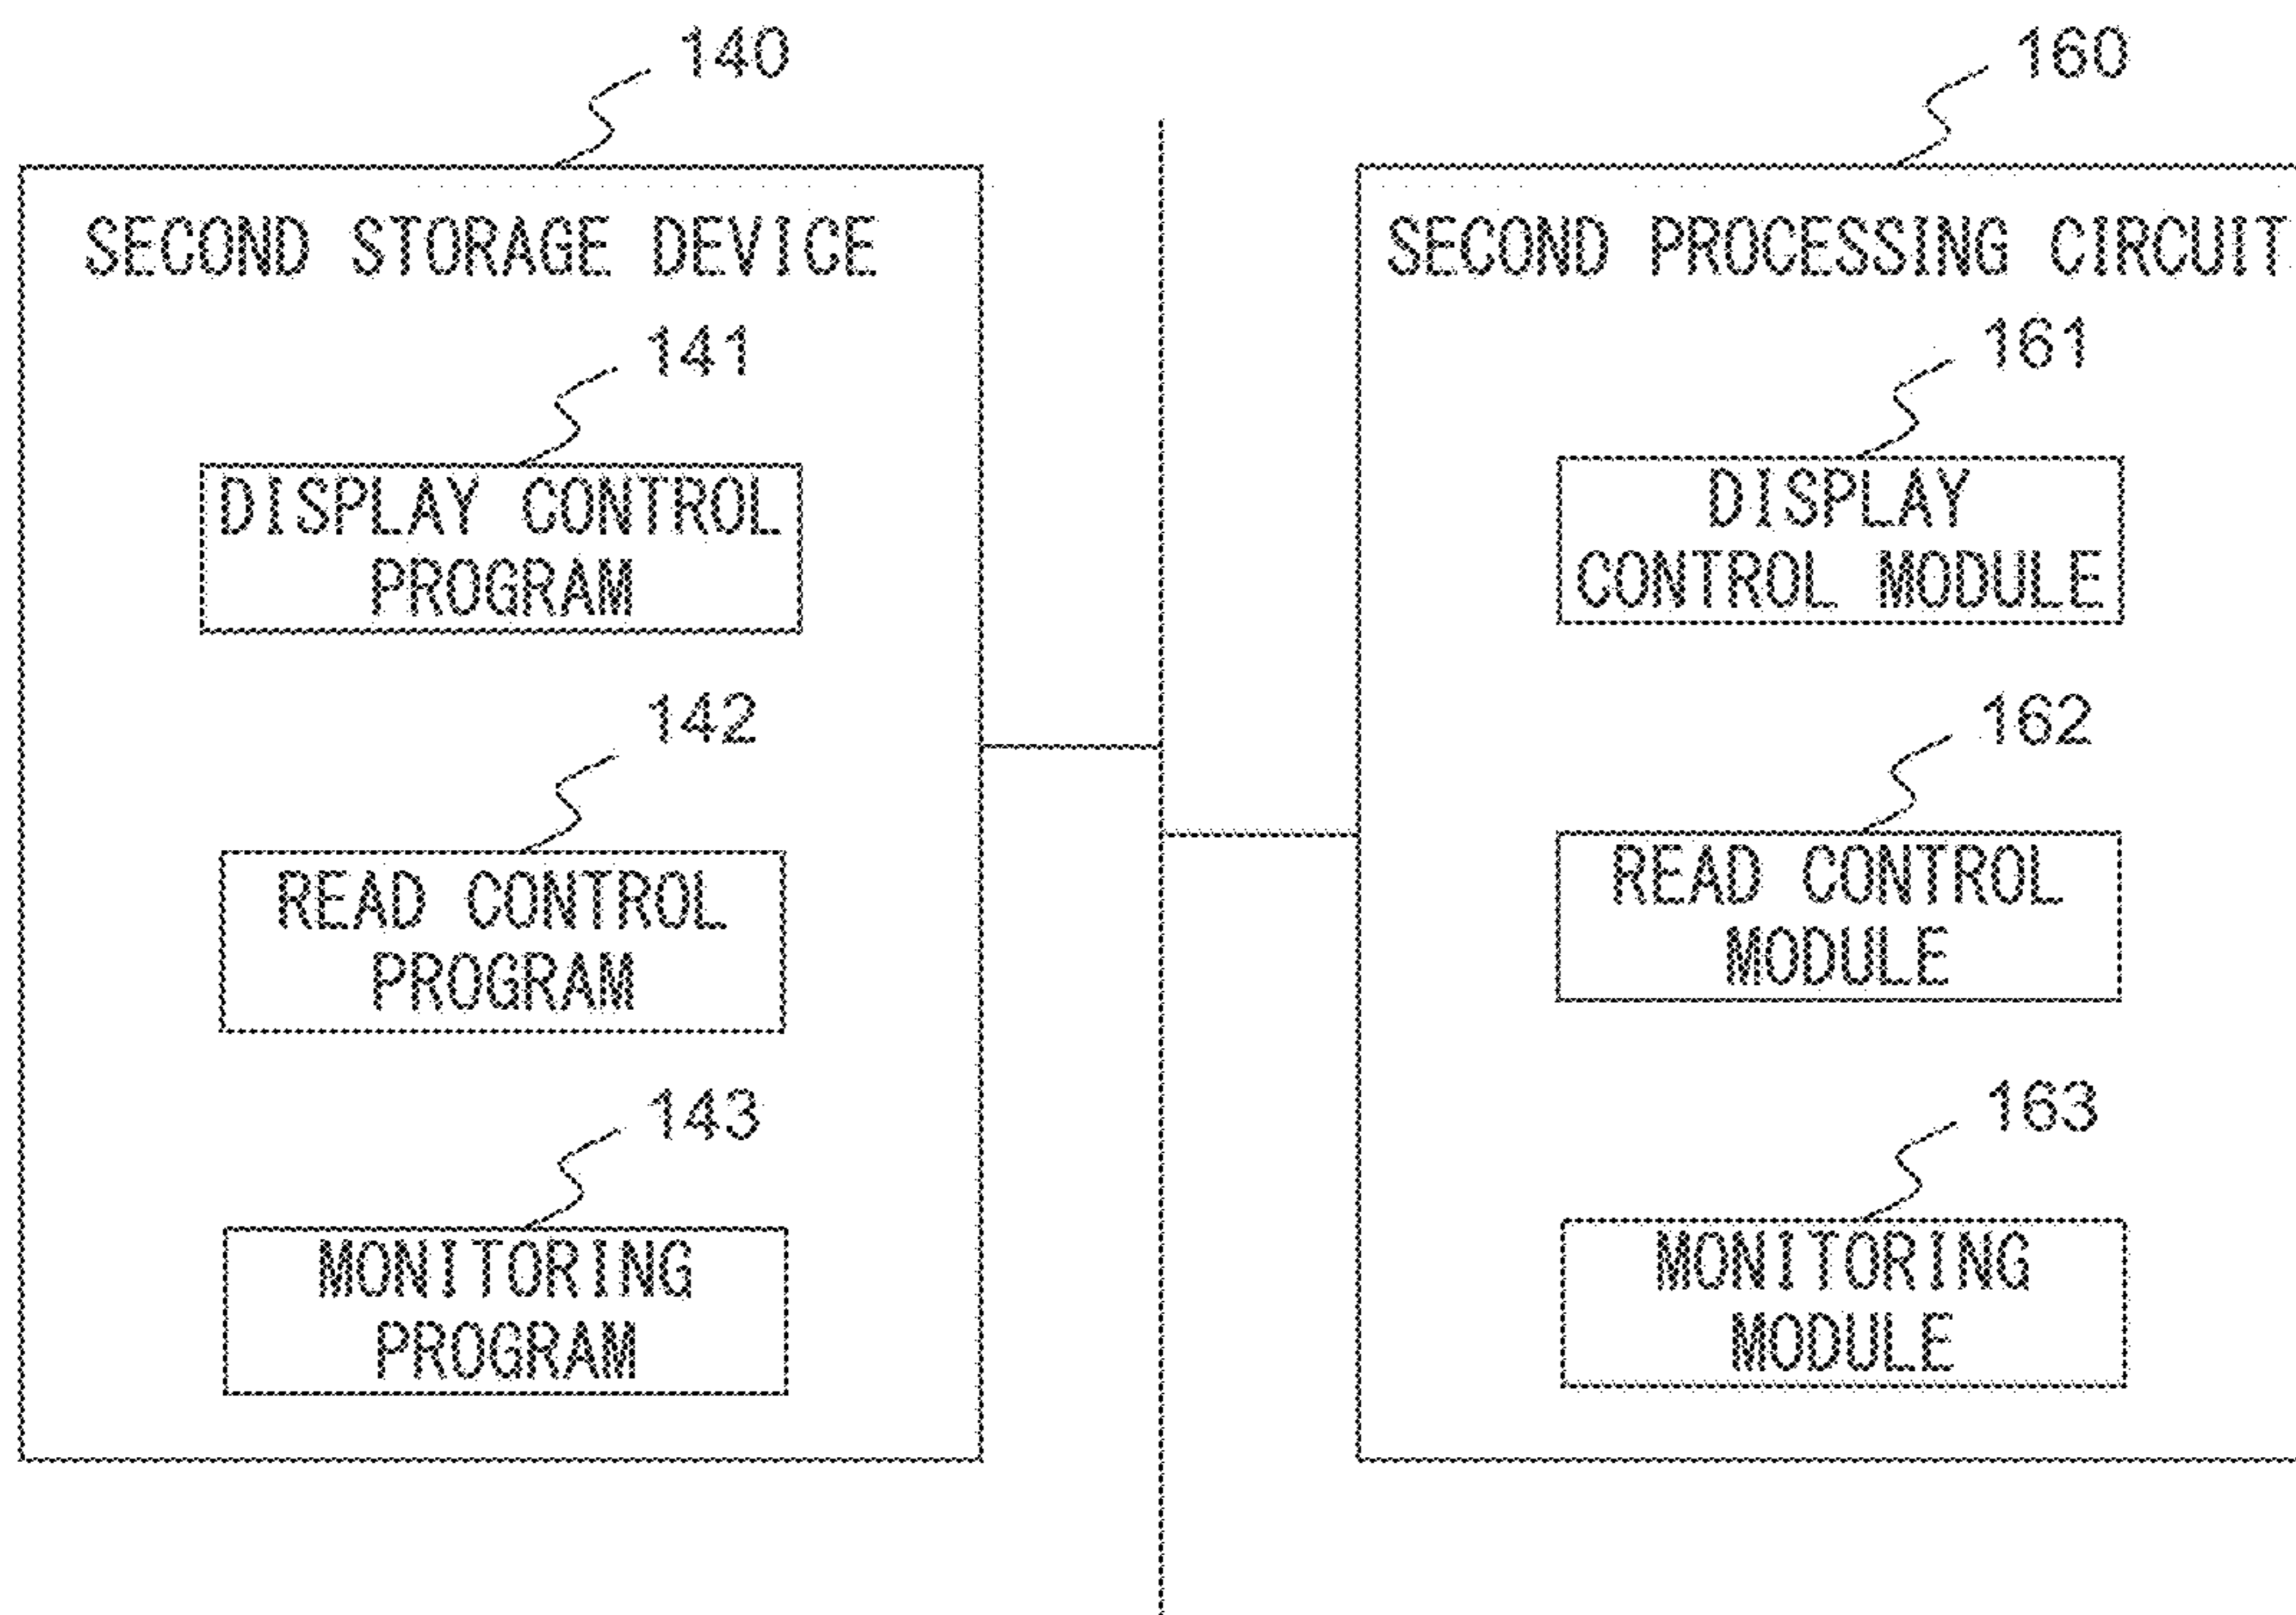 140
SECOND STORAGE DEVICE
141
DISPLAY CONTROL
PROGRAM
142
READ CONTROL
PROGRAM
143
MONITORING
PROGRAM
160
SECOND PROCESSING CIRCUIT
161
DISPLAY
CONTROL MODULE
162
READ CONTROL
MODULE
163
MONITORING
MODULE